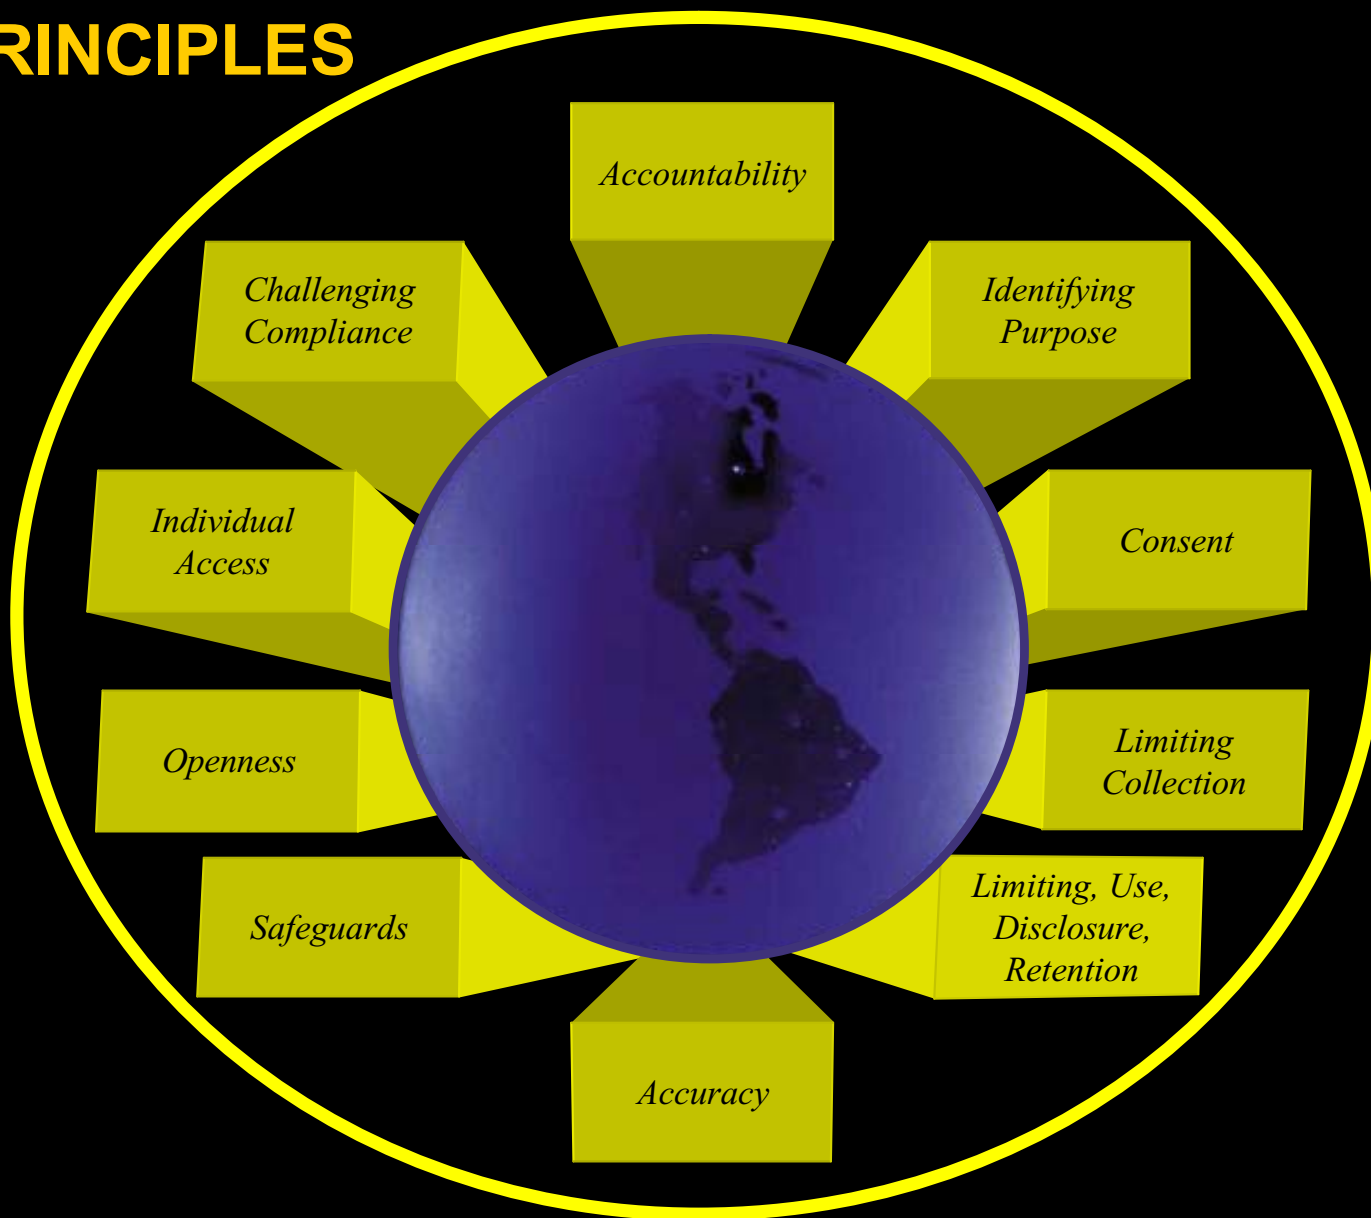 RINCIPLES
Accountability
Identifying
Purpose
Consent
Limiting
Collection
Limiting, Use,
Disclosure,
Retention
Accuracy
Safeguards
Openness
Individual
Access
Challenging
Compliance